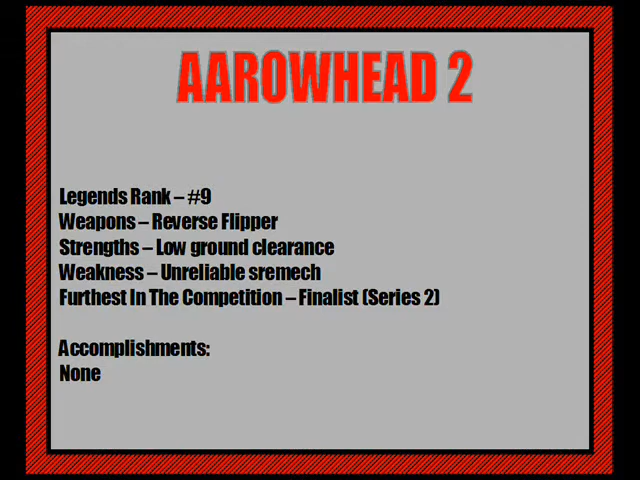 AAROWHEAD 2
Legends Rank – #9
Weapons – Reverse Flipper
Strengths – Low ground clearance
Weakness – Unreliable sremech
Furthest In The Competition – Finalist (Series 2)
Accomplishments:
None